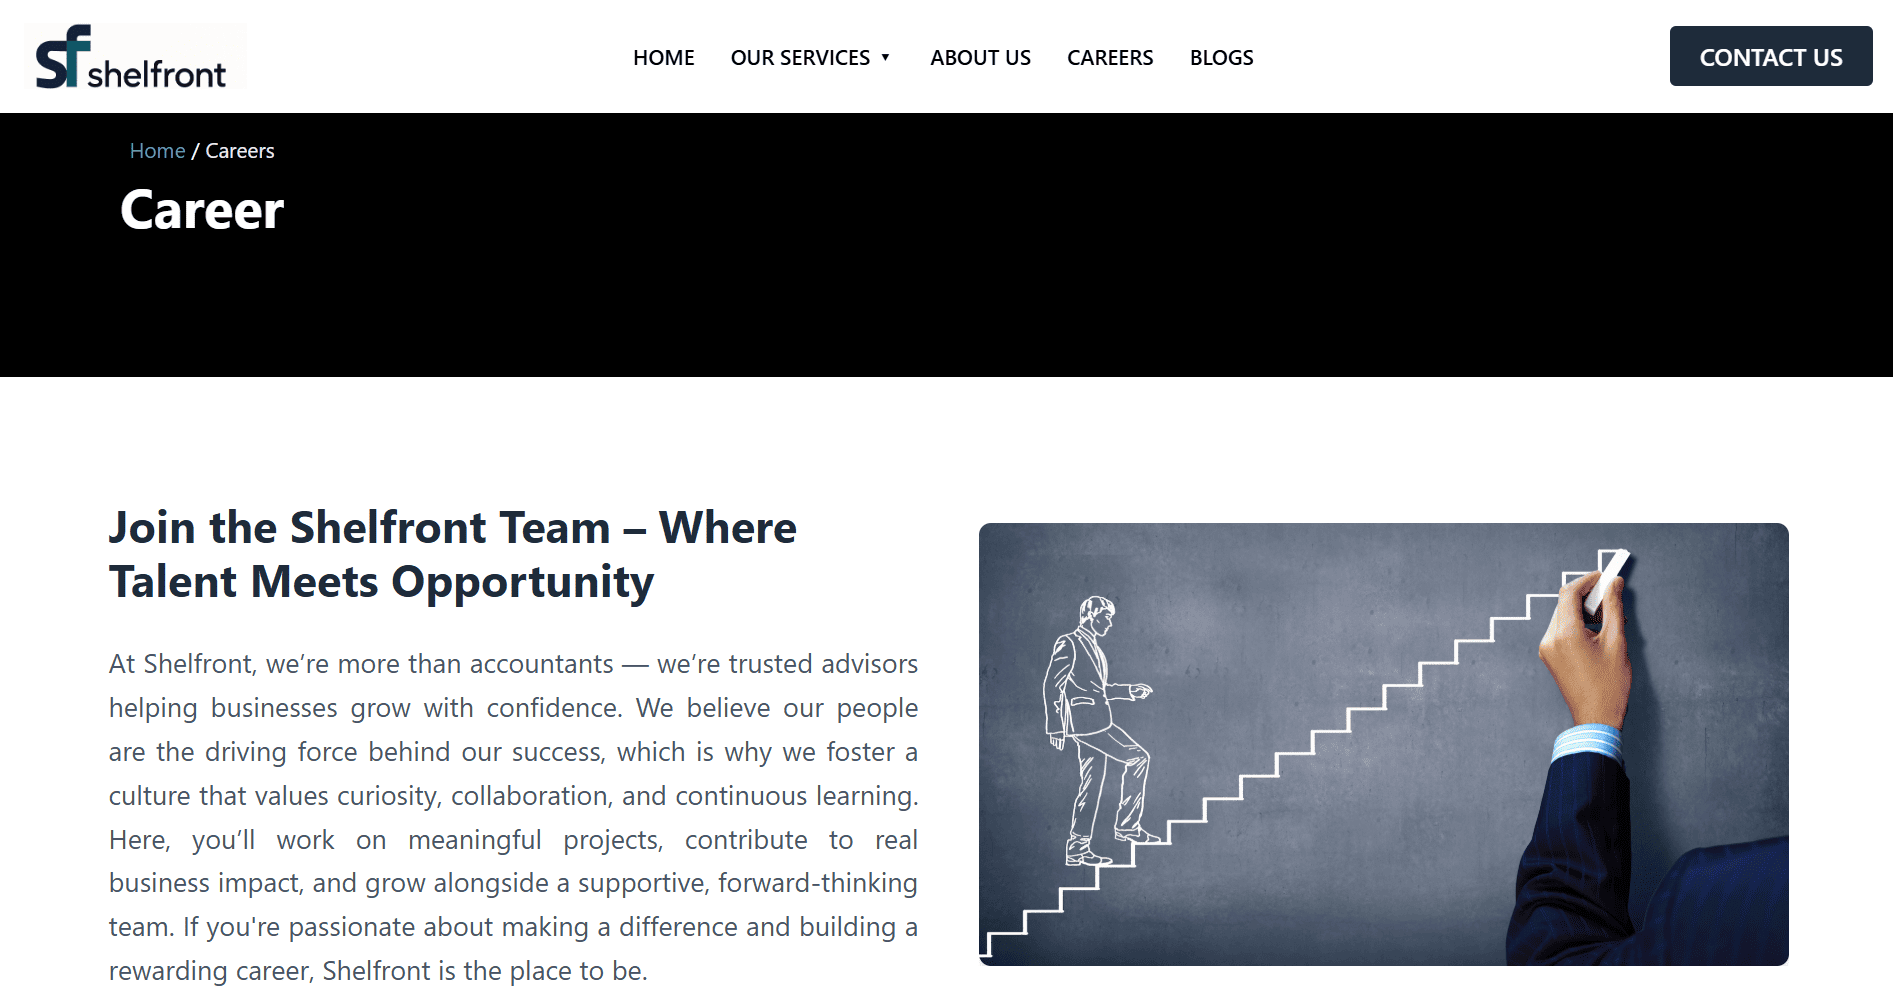 sf shelfront
HOME
OUR SERVICES ▼
ABOUT US
CAREERS
BLOGS
CONTACT US
Home / Careers
Career
Join the Shelfront Team – Where
Talent Meets Opportunity
At Shelfront, we’re more than accountants — we’re trusted advisors
helping businesses grow with confidence. We believe our people
are the driving force behind our success, which is why we foster a
culture that values curiosity, collaboration, and continuous learning.
Here, you’ll work on meaningful projects, contribute to real
business impact, and grow alongside a supportive, forward-thinking
team. If you're passionate about making a difference and building a
rewarding career, Shelfront is the place to be.